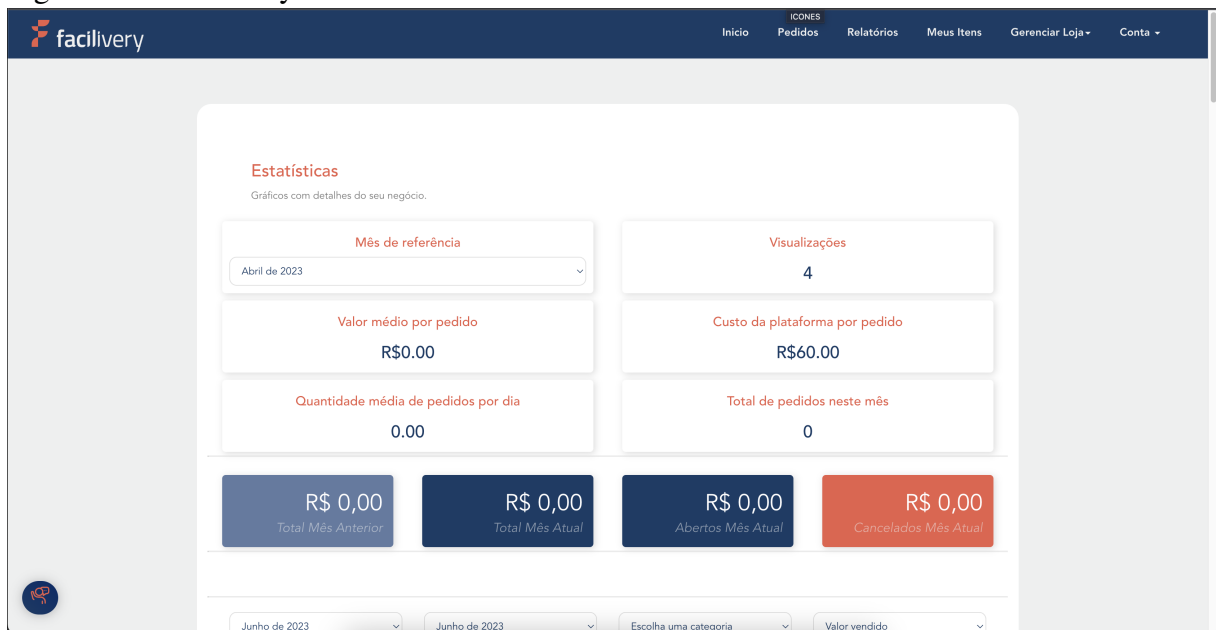 ICONES
facilivery
Inicio Pedidos Relatórios Meus Itens Gerenciar Loja Conta
Estatísticas
Gráficos com detalhes do seu negócio.
Mês de referência
Abril de 2023
Visualizações
4
Valor médio por pedido
R$0.00
Custo da plataforma por pedido
R$60.00
Quantidade média de pedidos por dia
0.00
Total de pedidos neste mês
0
R$ 0,00
Total Mês Anterior
R$ 0,00
Total Mês Atual
R$ 0,00
Abertos Mês Atual
R$ 0,00
Cancelados Mês Atual
Junho de 2023 Junho de 2023 Escolha uma categoria Valor vendido